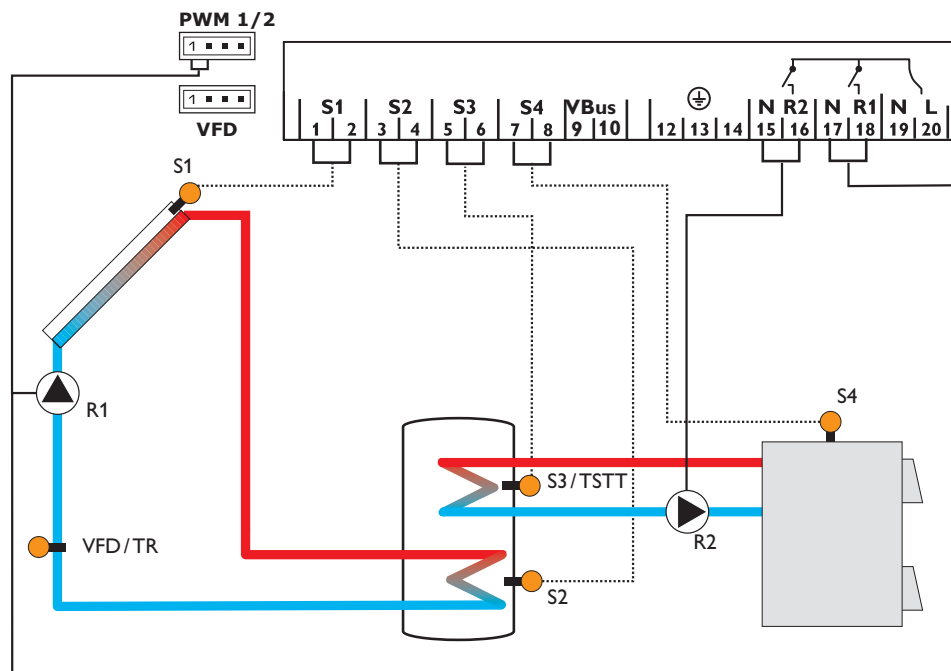 PWM 1/2
1
1
VFD
S1 S2 S3 S4 VBus N R2 N R1 N L
1 2 3 4 5 6 7 8 9 10 12 13 14 15 16 17 18 19 20
S1
R1
S4
S3/TSTT
R2
VFD/TR
S2